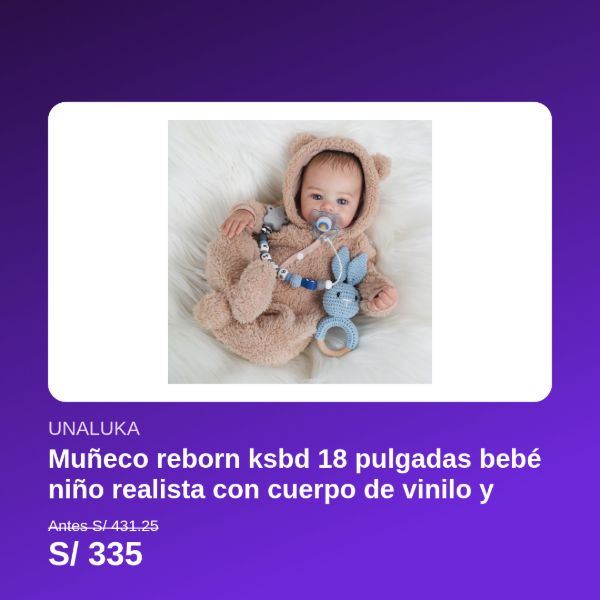 UNALUKA
Muñeco reborn ksbd 18 pulgadas bebé
niño realista con cuerpo de vinilo y
Antes S/ 431.25
S/ 335